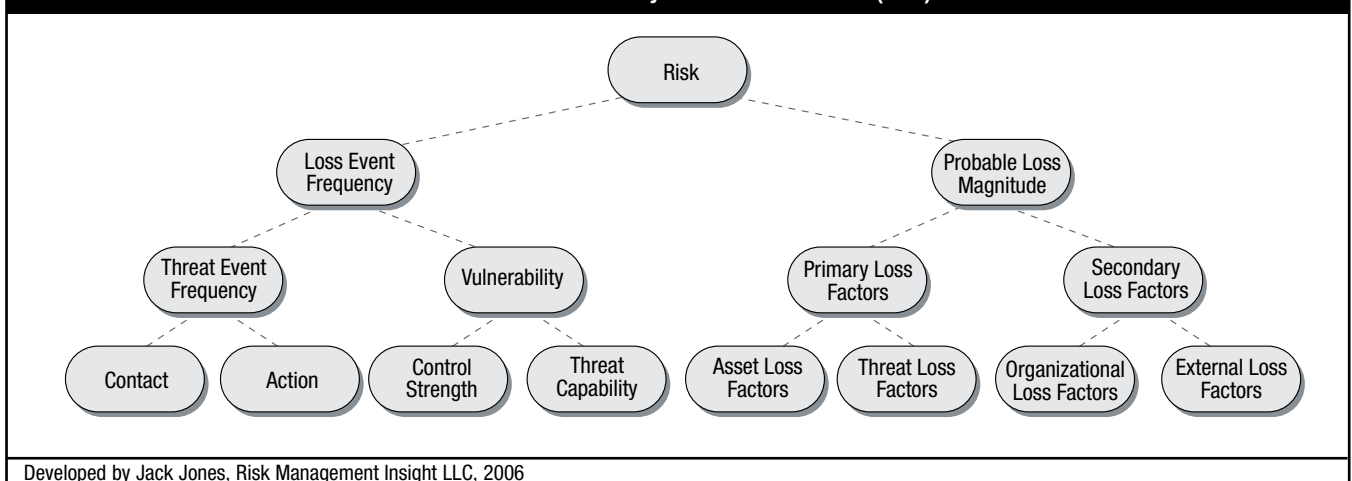 Risk
Loss Event
Frequency
Probable Loss
Magnitude
Threat Event
Frequency
Vulnerability
Primary Loss
Factors
Secondary
Loss Factors
Contact
Action
Control
Strength
Threat
Capability
Asset Loss
Factors
Threat Loss
Factors
Organizational
Loss Factors
External Loss
Factors
Developed by Jack Jones, Risk Management Insight LLC, 2006